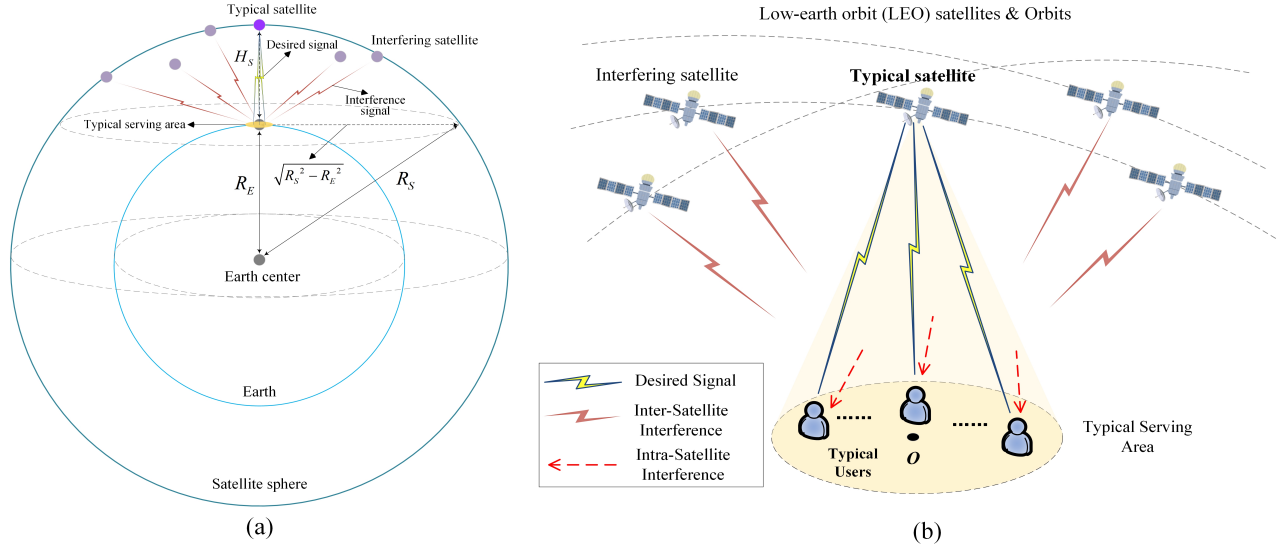 Typical satellite
Interfering satellite
Desired signal
H_S
Interference
signal
Typical serving area
R_E
√(R_S² − R_E²)
R_S
Earth center
Earth
Satellite sphere
(a)
Low-earth orbit (LEO) satellites & Orbits
Interfering satellite
Typical satellite
Desired Signal
Inter-Satellite
Interference
Intra-Satellite
Interference
......
......
Typical
Users
O
Typical Serving
Area
(b)